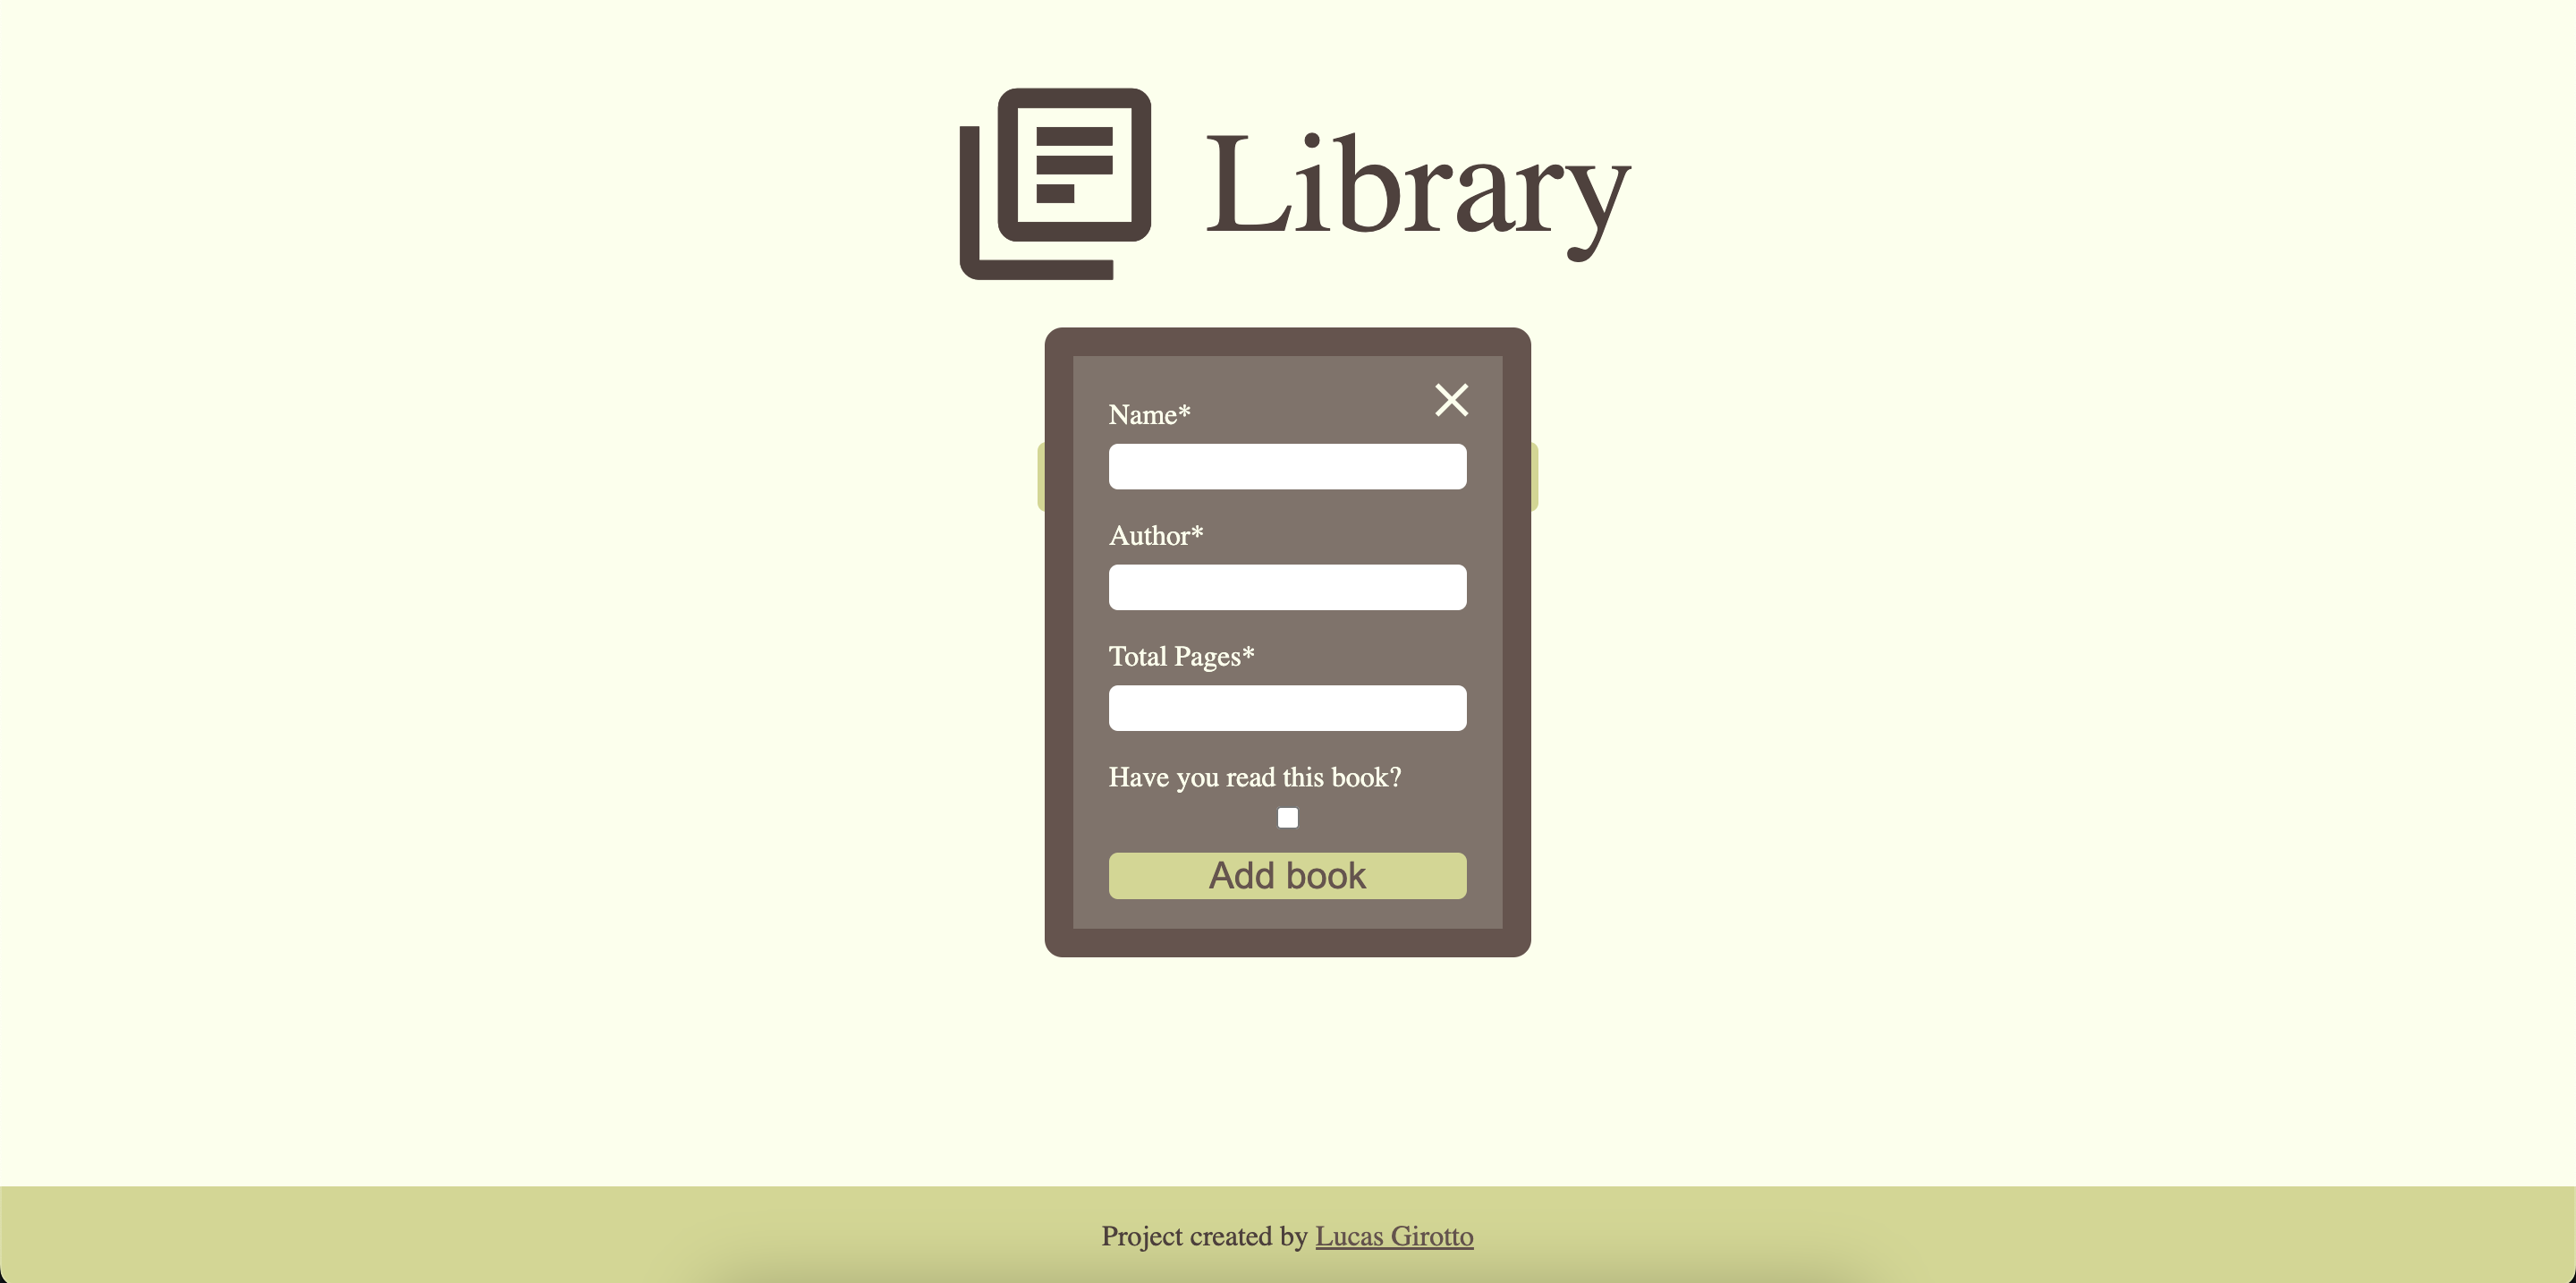 Library
Name*
Author*
Total Pages*
Have you read this book?
Add book
Project created by Lucas Girotto